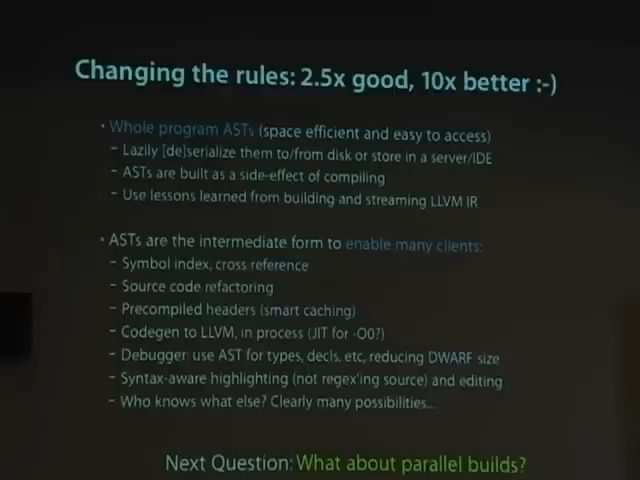 Changing the rules: 2.5x good, 10x better :-)
• Whole program ASTs (space efficient and easy to access)
– Lazily [de]serialize them to/from disk or store in a server/IDE
– ASTs are built as a side-effect of compiling
– Use lessons learned from building and streaming LLVM IR
• ASTs are the intermediate form to enable many clients:
– Symbol index, cross reference
– Source code refactoring
– Precompiled headers (smart caching)
– Codegen to LLVM, in process (JIT for -O0?)
– Debugger: use AST for types, decls, etc, reducing DWARF size
– Syntax-aware highlighting (not regex'ing source) and editing
– Who knows what else? Clearly many possibilities...
Next Question: What about parallel builds?